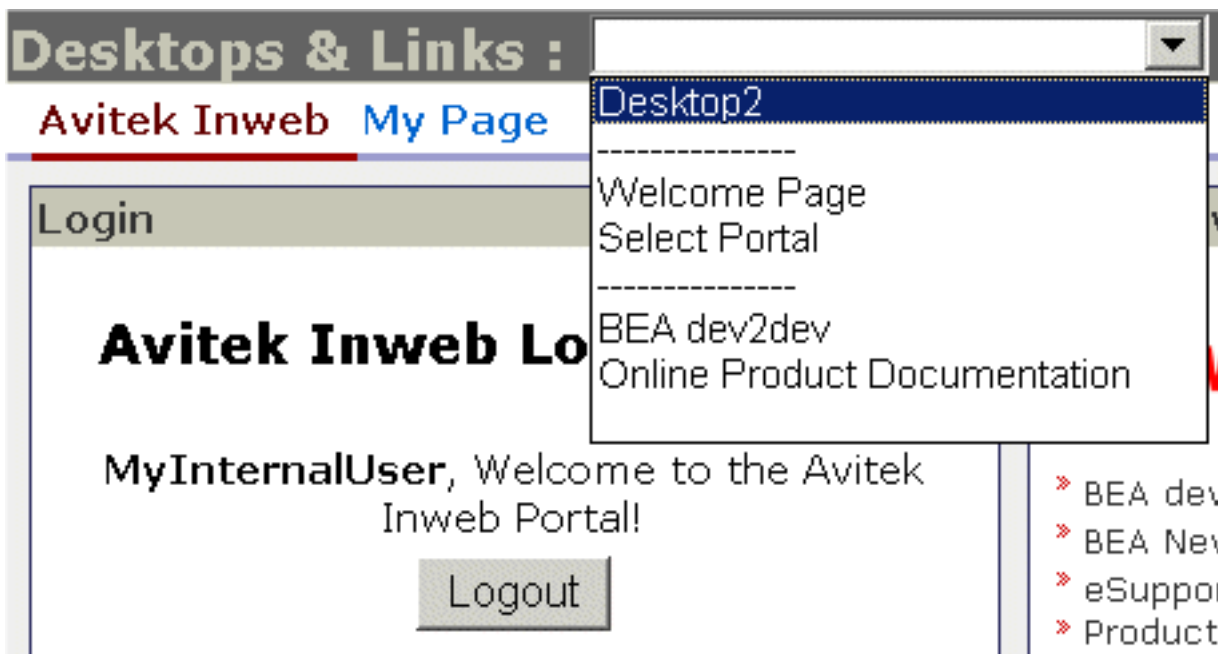 Desktops & Links :
Avitek Inweb My Page
Desktop2
---------------
Welcome Page
Select Portal
---------------
BEA dev2dev
Online Product Documentation
Login
Avitek Inweb Lo
MyInternalUser, Welcome to the Avitek
Inweb Portal!
Logout
BEA dev
BEA Nev
eSuppor
Product